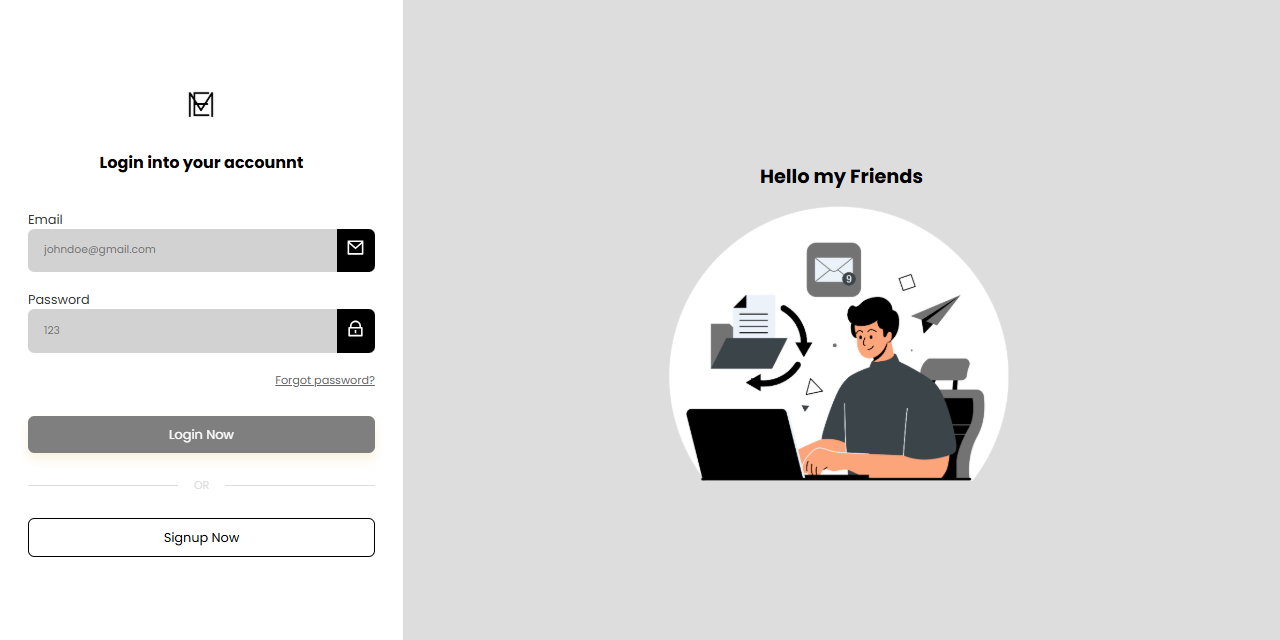 Login into your accounnt
Email
johndoe@gmail.com
Password
123
Forgot password?
Login Now
OR
Signup Now
Hello my Friends
9